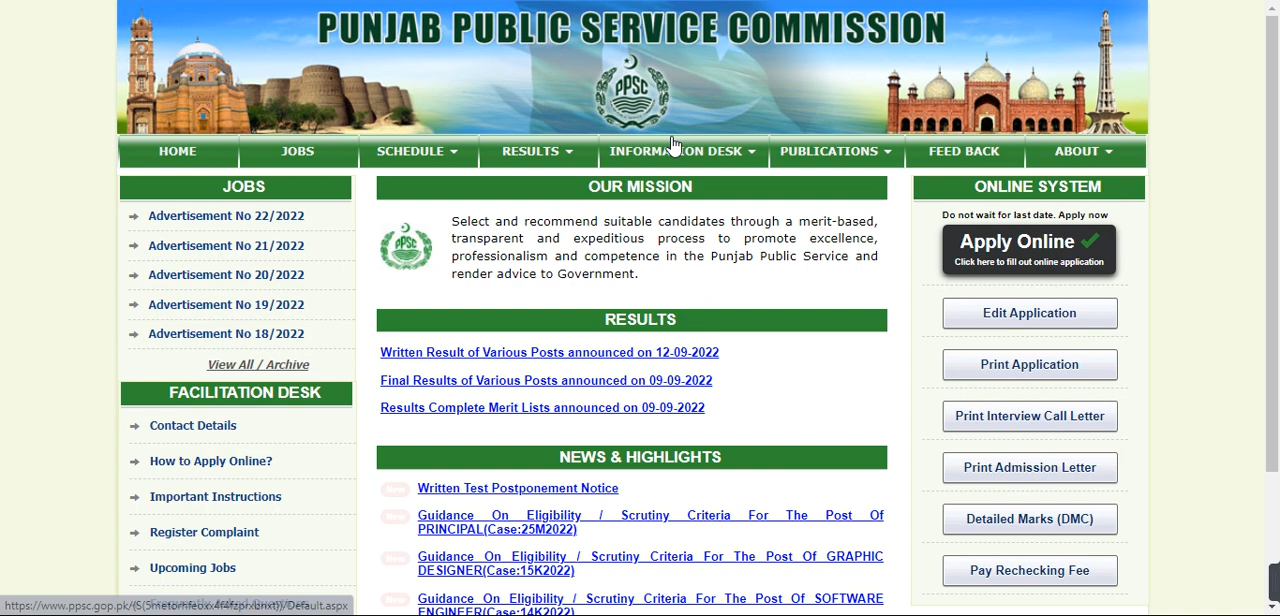 PUNJAB PUBLIC SERVICE COMMISSION
PPSC
HOME JOBS SCHEDULE RESULTS INFORMATION DESK PUBLICATIONS FEED BACK ABOUT
JOBS
Advertisement No 22/2022
Advertisement No 21/2022
Advertisement No 20/2022
Advertisement No 19/2022
Advertisement No 18/2022
View All / Archive
FACILITATION DESK
Contact Details
How to Apply Online?
Important Instructions
Register Complaint
Upcoming Jobs
OUR MISSION
PPSC
Select and recommend suitable candidates through a merit-based,
transparent and expeditious process to promote excellence,
professionalism and competence in the Punjab Public Service and
render advice to Government.
RESULTS
Written Result of Various Posts announced on 12-09-2022
Final Results of Various Posts announced on 09-09-2022
Results Complete Merit Lists announced on 09-09-2022
NEWS & HIGHLIGHTS
New Written Test Postponement Notice
New Guidance On Eligibility / Scrutiny Criteria For The Post Of
PRINCIPAL(Case:25M2022)
New Guidance On Eligibility / Scrutiny Criteria For The Post Of GRAPHIC
DESIGNER(Case:15K2022)
New Guidance On Eligibility / Scrutiny Criteria For The Post Of SOFTWARE
ENGINEER(Case:14K2022)
ONLINE SYSTEM
Do not wait for last date. Apply now
Apply Online
Click here to fill out online application
Edit Application
Print Application
Print Interview Call Letter
Print Admission Letter
Detailed Marks (DMC)
Pay Rechecking Fee